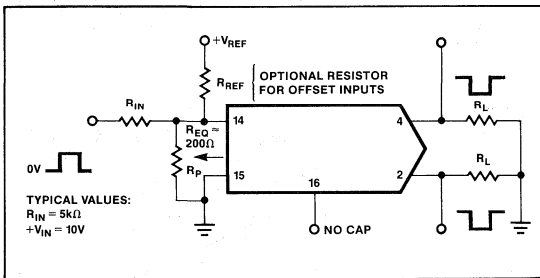 +VREF
RREF
OPTIONAL RESISTOR
FOR OFFSET INPUTS
RIN
REQ ≈
200Ω
14
4
RL
0V
RP
15
2
RL
16
TYPICAL VALUES:
RIN = 5kΩ
+VIN = 10V
NO CAP